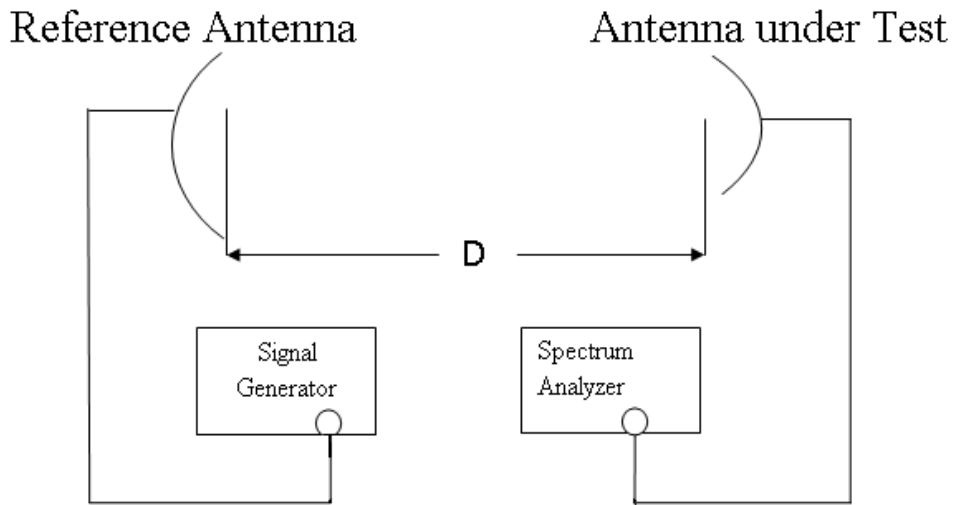 Reference Antenna
Antenna under Test
D
Signal
Generator
Spectrum
Analyzer